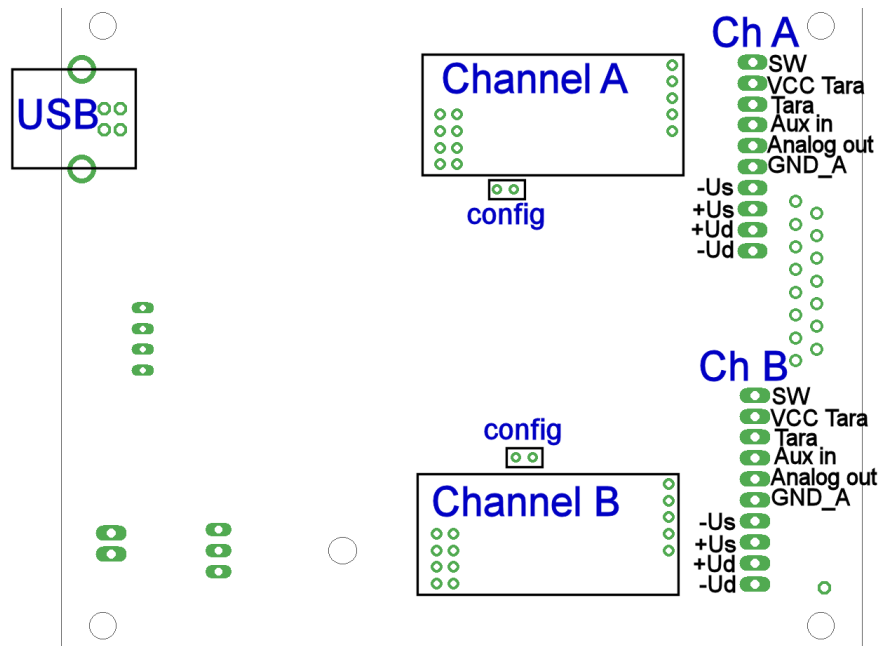 Ch A
Channel A
USB
config
SW
VCC Tara
Tara
Aux in
Analog out
GND_A
-Us
+Us
+Ud
-Ud
Ch B
config
Channel B
SW
VCC Tara
Tara
Aux in
Analog out
GND_A
-Us
+Us
+Ud
-Ud